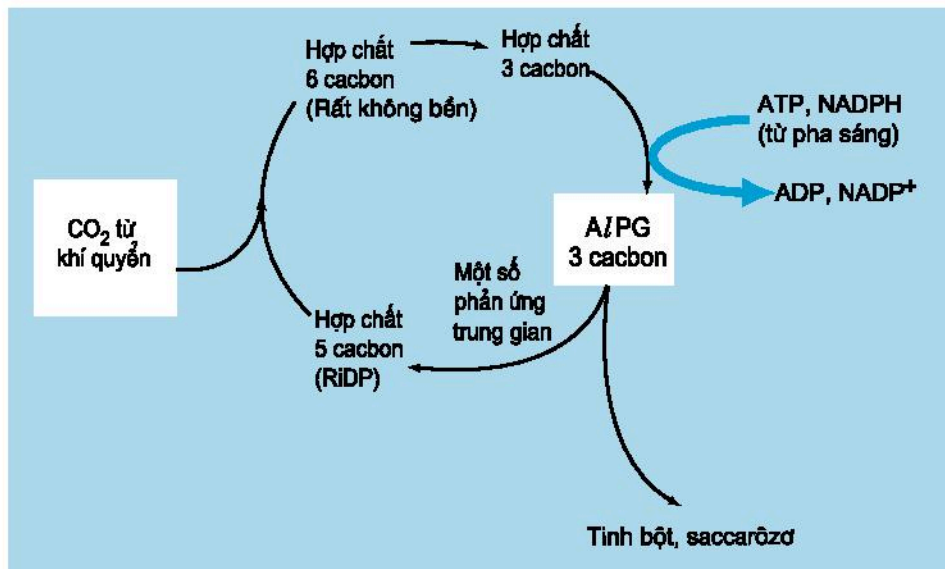 Hợp chất
6 cacbon
(Rất không bền)
Hợp chất
3 cacbon
ATP, NADPH
(từ pha sáng)
ADP, NADP⁺
CO₂ từ
khí quyển
AlPG
3 cacbon
Một số
phản ứng
trung gian
Hợp chất
5 cacbon
(RiDP)
Tinh bột, saccarôzơ